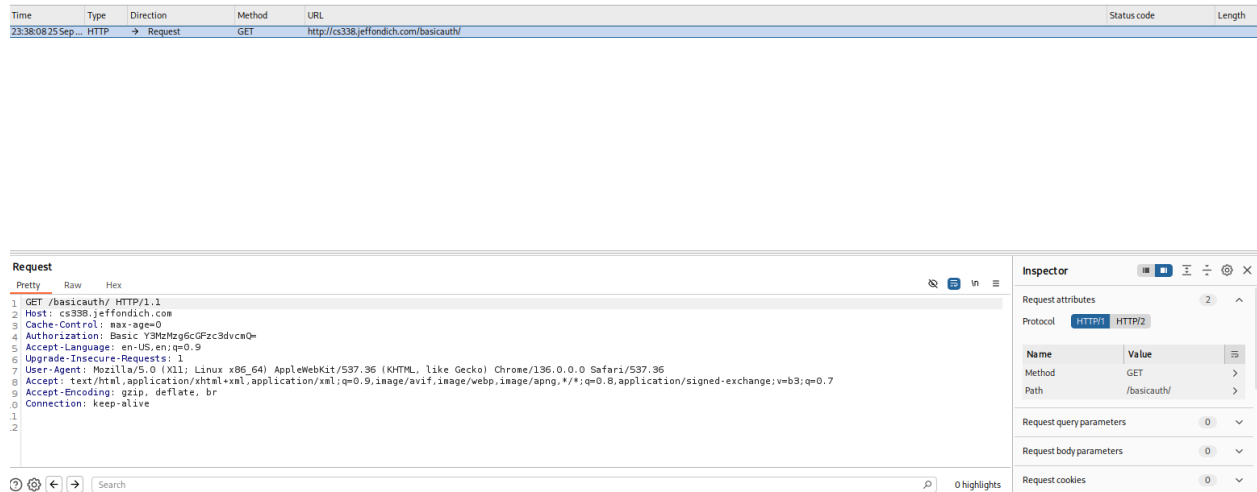 Time Type Direction Method URL Status code Length
23:38:08 25 Sep ... HTTP → Request GET http://cs338.jeffondich.com/basicauth/
Request
Pretty Raw Hex
\n
1 GET /basicauth/ HTTP/1.1
2 Host: cs338.jeffondich.com
3 Cache-Control: max-age=0
4 Authorization: Basic Y3MzMzg6cGFzc3dvcmQ=
5 Accept-Language: en-US,en;q=0.9
6 Upgrade-Insecure-Requests: 1
7 User-Agent: Mozilla/5.0 (X11; Linux x86_64) AppleWebKit/537.36 (KHTML, like Gecko) Chrome/136.0.0.0 Safari/537.36
8 Accept: text/html,application/xhtml+xml,application/xml;q=0.9,image/avif,image/webp,image/apng,*/*;q=0.8,application/signed-exchange;v=b3;q=0.7
9 Accept-Encoding: gzip, deflate, br
.0 Connection: keep-alive
.1
.2
Search
0 highlights
Inspector
Request attributes 2
Protocol HTTP/1 HTTP/2
Name Value
Method GET
Path /basicauth/
Request query parameters 0
Request body parameters 0
Request cookies 0